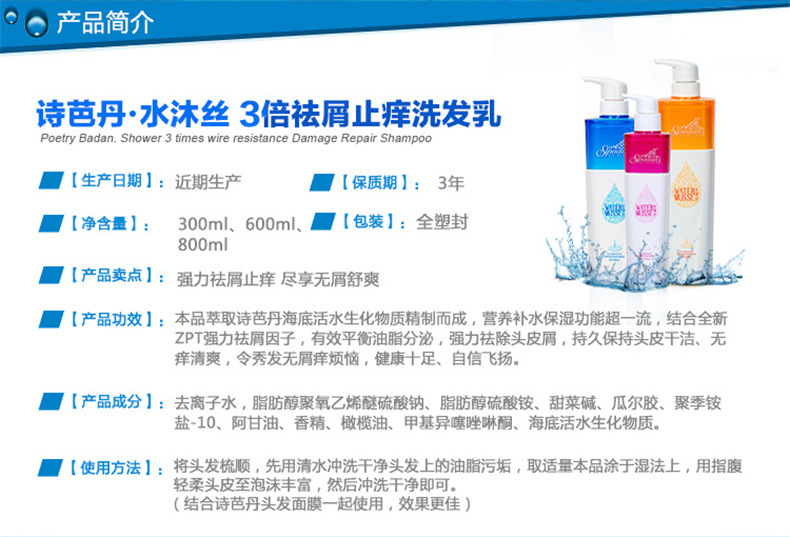 产品简介
诗芭丹·水沐丝 3倍祛屑止痒洗发乳
Poetry Badan. Shower 3 times wire resistance Damage Repair Shampoo
【生产日期】： 近期生产 【保质期】： 3年
【净含量】： 300ml、600ml、 【包装】： 全塑封
800ml
【产品卖点】： 强力祛屑止痒 尽享无屑舒爽
【产品功效】： 本品萃取诗芭丹海底活水生化物质精制而成，营养补水保湿功能超一流，结合全新
ZPT强力祛屑因子，有效平衡油脂分泌，强力祛除头皮屑，持久保持头皮干洁、无
痒清爽，令秀发无屑痒烦恼，健康十足、自信飞扬。
【产品成分】： 去离子水，脂肪醇聚氧乙烯醚硫酸钠、脂肪醇硫酸铵、甜菜碱、瓜尔胶、聚季铵
盐-10、阿甘油、香精、橄榄油、甲基异噻唑啉酮、海底活水生化物质。
【使用方法】： 将头发梳顺，先用清水冲洗干净头发上的油脂污垢，取适量本品涂于湿法上，用指腹
轻柔头皮至泡沫丰富，然后冲洗干净即可。
（结合诗芭丹头发面膜一起使用，效果更佳）